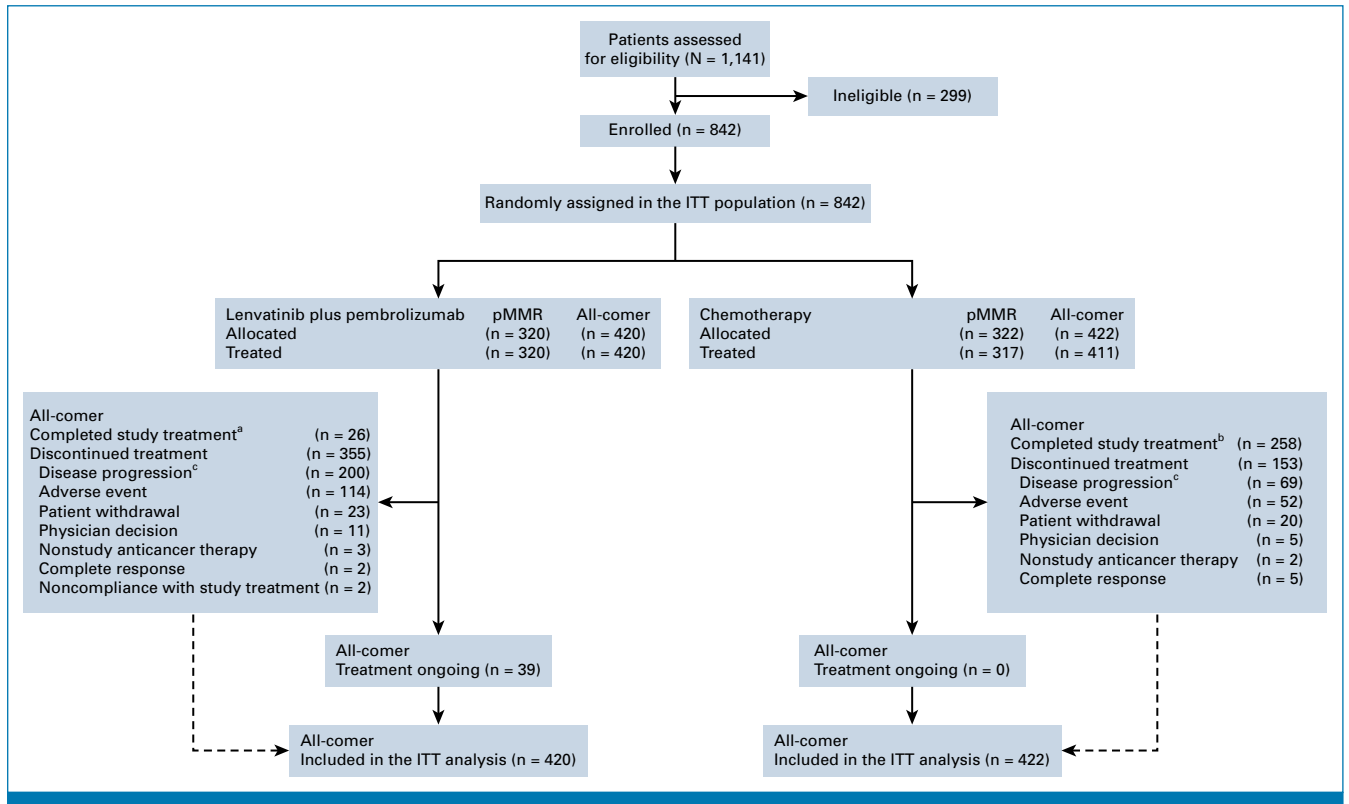 Patients assessed
for eligibility (N = 1,141)
Ineligible (n = 299)
Enrolled (n = 842)
Randomly assigned in the ITT population (n = 842)
Lenvatinib plus pembrolizumab pMMR All-comer
Allocated (n = 320) (n = 420)
Treated (n = 320) (n = 420)
Chemotherapy pMMR All-comer
Allocated (n = 322) (n = 422)
Treated (n = 317) (n = 411)
All-comer
Completed study treatmentᵃ (n = 26)
Discontinued treatment (n = 355)
Disease progressionᶜ (n = 200)
Adverse event (n = 114)
Patient withdrawal (n = 23)
Physician decision (n = 11)
Nonstudy anticancer therapy (n = 3)
Complete response (n = 2)
Noncompliance with study treatment (n = 2)
All-comer
Completed study treatmentᵇ (n = 258)
Discontinued treatment (n = 153)
Disease progressionᶜ (n = 69)
Adverse event (n = 52)
Patient withdrawal (n = 20)
Physician decision (n = 5)
Nonstudy anticancer therapy (n = 2)
Complete response (n = 5)
All-comer
Treatment ongoing (n = 39)
All-comer
Treatment ongoing (n = 0)
All-comer
Included in the ITT analysis (n = 420)
All-comer
Included in the ITT analysis (n = 422)